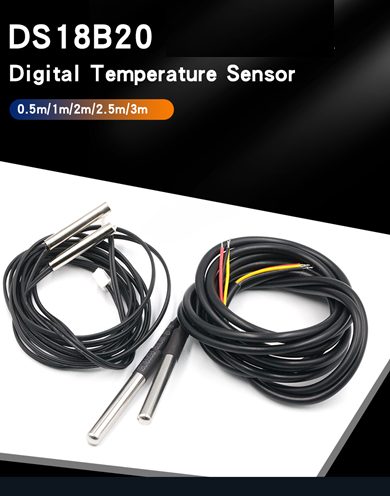 DS18B20
Digital Temperature Sensor
0.5m/1m/2m/2.5m/3m